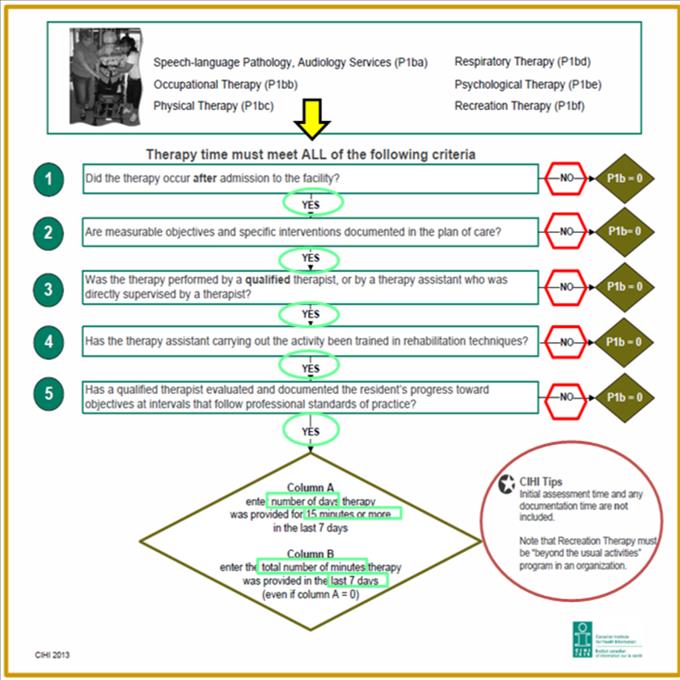 Speech-language Pathology, Audiology Services (P1ba)
Occupational Therapy (P1bb)
Physical Therapy (P1bc)
Respiratory Therapy (P1bd)
Psychological Therapy (P1be)
Recreation Therapy (P1bf)
Therapy time must meet ALL of the following criteria
1
Did the therapy occur after admission to the facility?
NO
P1b = 0
YES
2
Are measurable objectives and specific interventions documented in the plan of care?
NO
P1b= 0
YES
3
Was the therapy performed by a qualified therapist, or by a therapy assistant who was
directly supervised by a therapist?
NO
P1b = 0
YES
4
Has the therapy assistant carrying out the activity been trained in rehabilitation techniques?
NO
P1b = 0
YES
5
Has a qualified therapist evaluated and documented the resident's progress toward
objectives at intervals that follow professional standards of practice?
NO
P1b = 0
YES
Column A
ente number of days therapy
was provided for 15 minutes or more
in the last 7 days
Column B
enter the total number of minutes therapy
was provided in the last 7 days
(even if column A = 0)
CIHI Tips
Initial assessment time and any
documentation time are not
included.
Note that Recreation Therapy must
be "beyond the usual activities"
program in an organization.
CIHI 2013
Canadian Institute
for Health Information
Institut canadien
d'information sur la santé